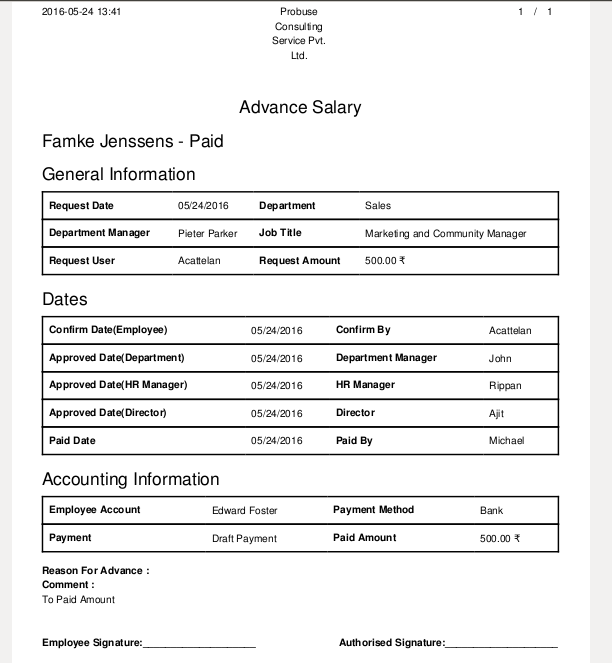 2016-05-24 13:41 Probuse 1 / 1
Consulting
Service Pvt.
Ltd.
Advance Salary
Famke Jenssens - Paid
General Information
Request Date 05/24/2016 Department Sales
Department Manager Pieter Parker Job Title Marketing and Community Manager
Request User Acattelan Request Amount 500.00 ₹
Dates
Confirm Date(Employee) 05/24/2016 Confirm By Acattelan
Approved Date(Department) 05/24/2016 Department Manager John
Approved Date(HR Manager) 05/24/2016 HR Manager Rippan
Approved Date(Director) 05/24/2016 Director Ajit
Paid Date 05/24/2016 Paid By Michael
Accounting Information
Employee Account Edward Foster Payment Method Bank
Payment Draft Payment Paid Amount 500.00 ₹
Reason For Advance :
Comment :
To Paid Amount
Employee Signature:____________________ Authorised Signature:____________________